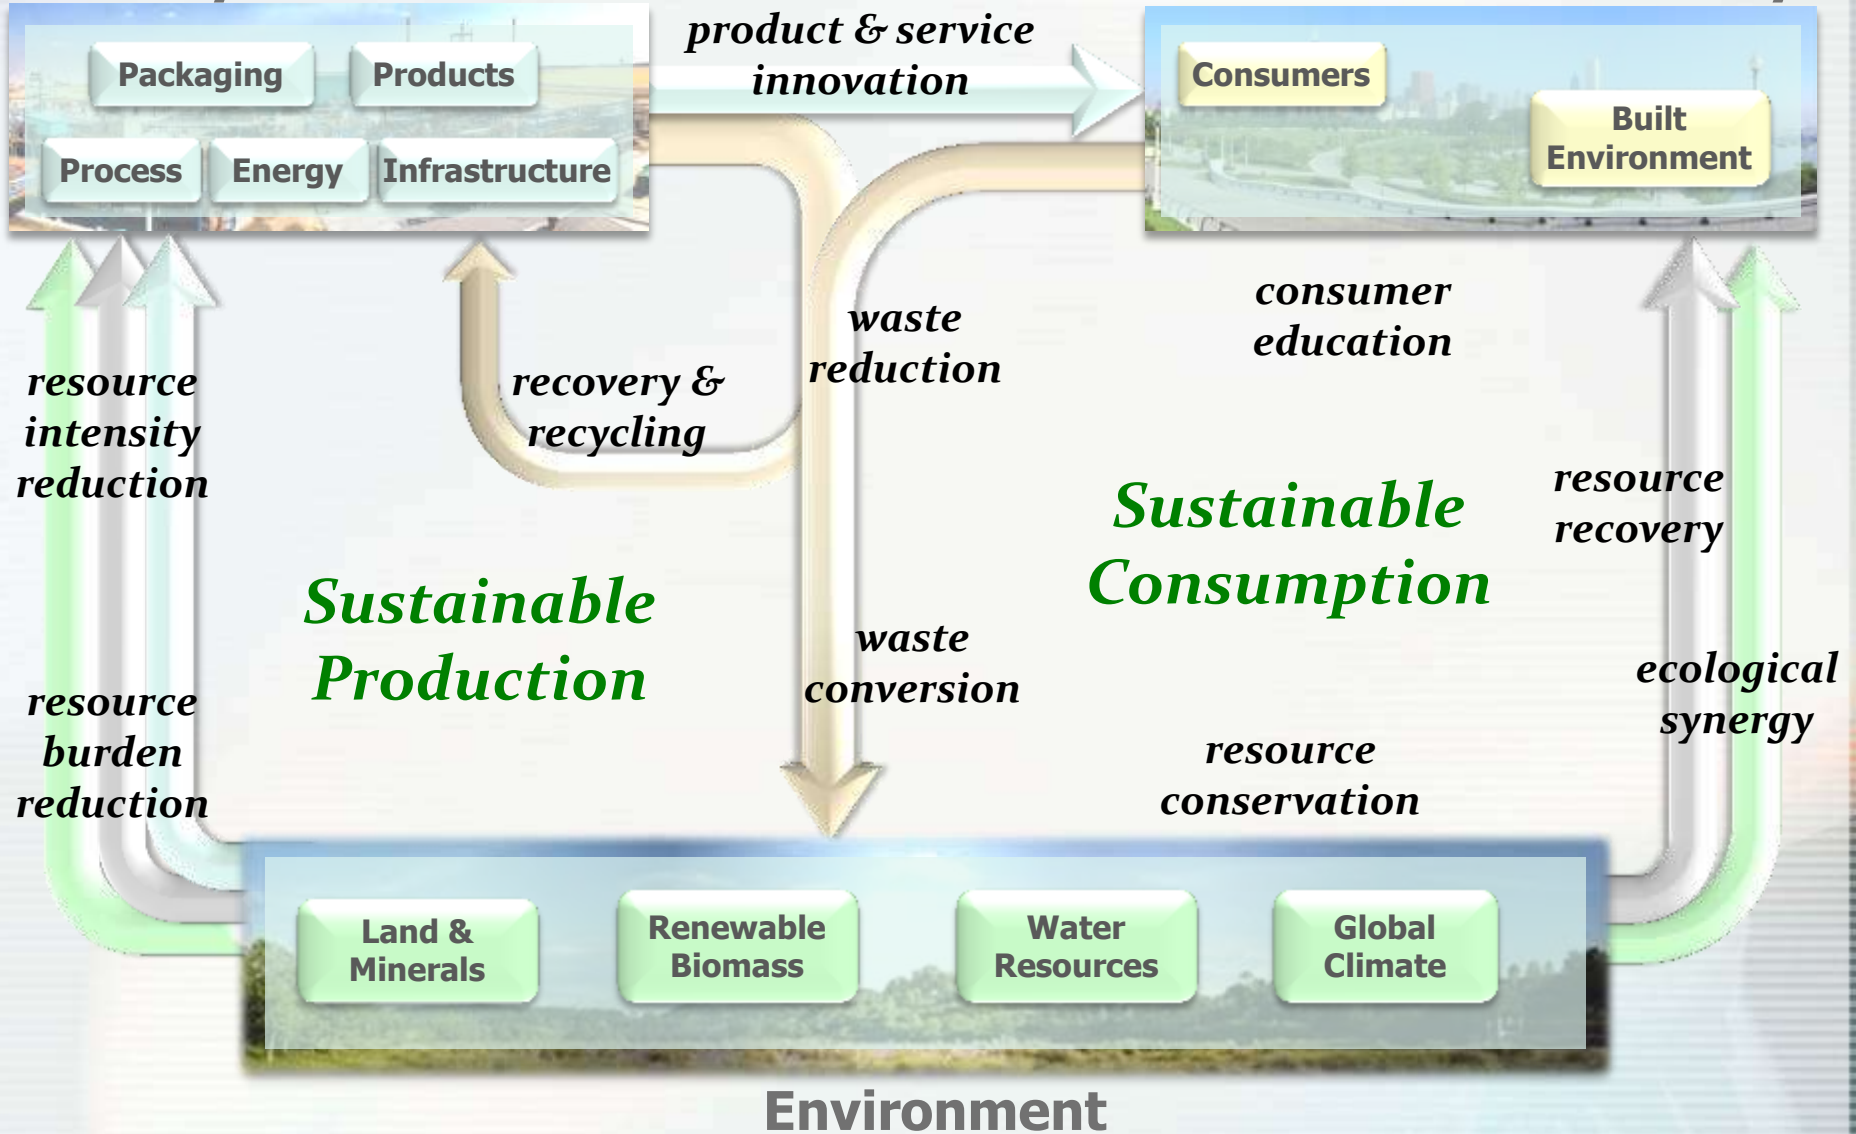 product & service
innovation
Packaging
Products
Process
Energy
Infrastructure
Consumers
Built
Environment
consumer
education
waste
reduction
recovery &
recycling
resource
intensity
reduction
resource
recovery
Sustainable
Consumption
Sustainable
Production
waste
conversion
ecological
synergy
resource
burden
reduction
resource
conservation
Land &
Minerals
Renewable
Biomass
Water
Resources
Global
Climate
Environment